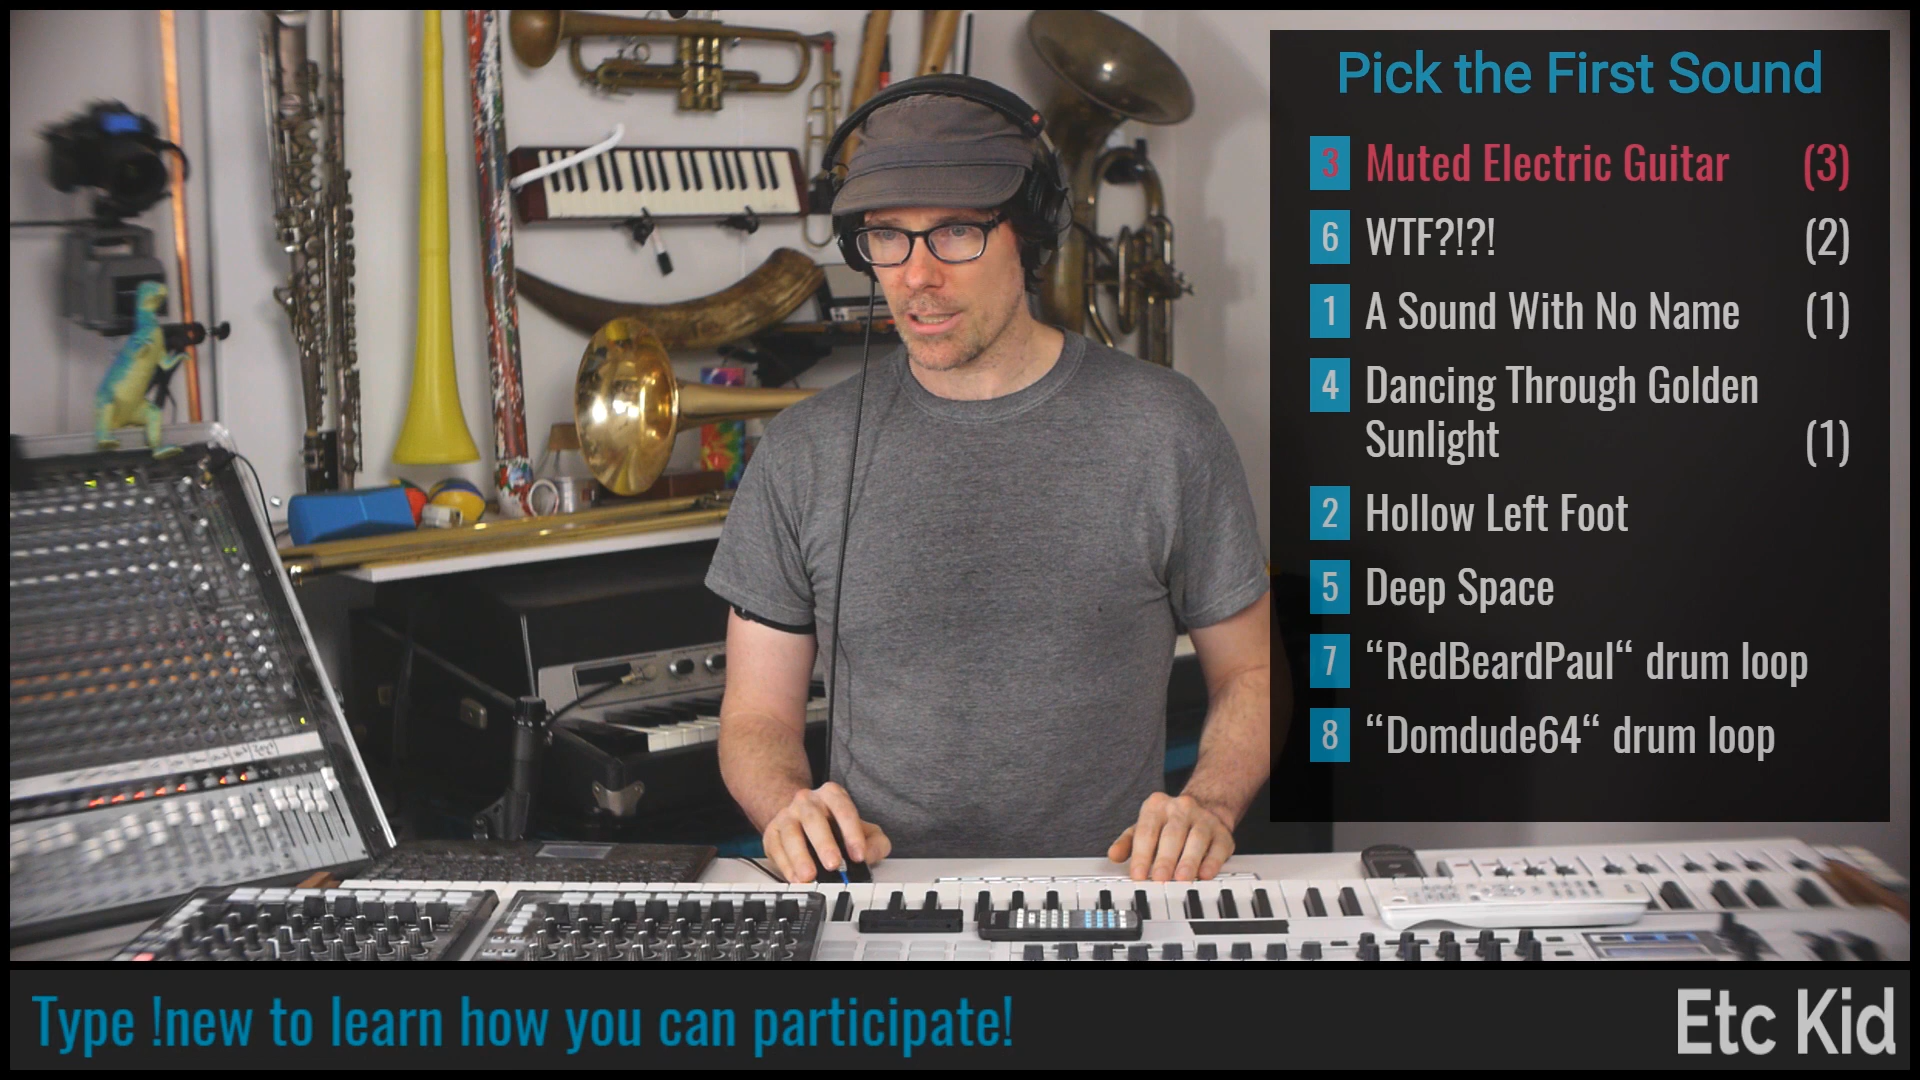 Pick the First Sound
3 Muted Electric Guitar (3)
6 WTF?!?! (2)
1 A Sound With No Name (1)
4 Dancing Through Golden
Sunlight (1)
2 Hollow Left Foot
5 Deep Space
7 “RedBeardPaul“ drum loop
8 “Domdude64“ drum loop
Type !new to learn how you can participate!
Etc Kid